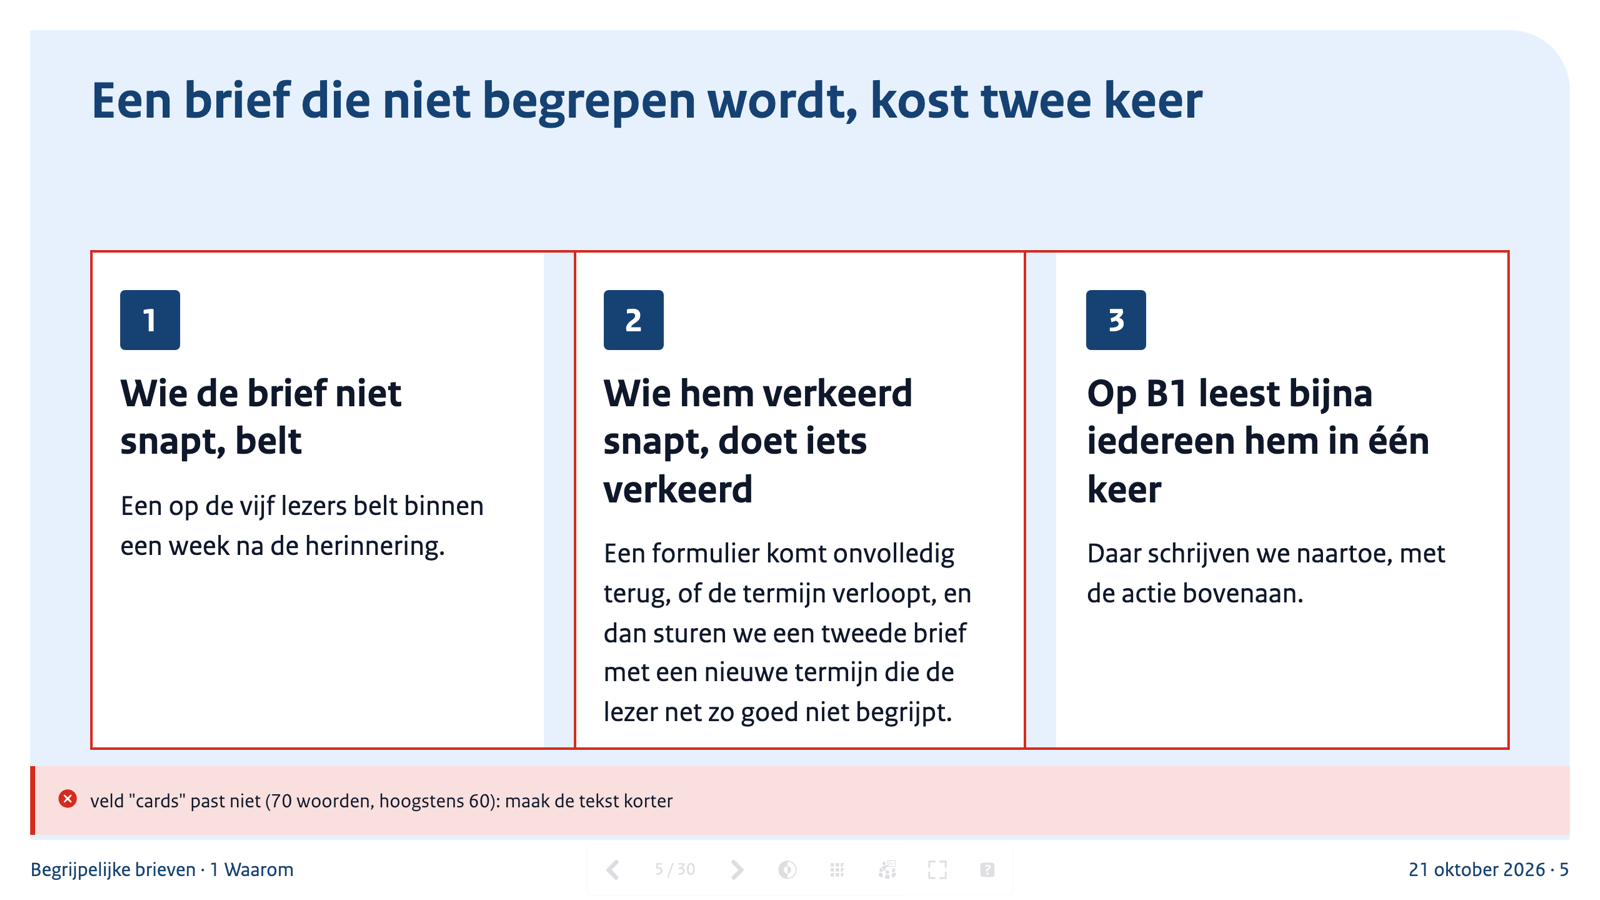 Een brief die niet begrepen wordt, kost twee keer
1
Wie de brief niet
snapt, belt
Een op de vijf lezers belt binnen
een week na de herinnering.
2
Wie hem verkeerd
snapt, doet iets
verkeerd
Een formulier komt onvolledig
terug, of de termijn verloopt, en
dan sturen we een tweede brief
met een nieuwe termijn die de
lezer net zo goed niet begrijpt.
3
Op B1 leest bijna
iedereen hem in één
keer
Daar schrijven we naartoe, met
de actie bovenaan.
veld "cards" past niet (70 woorden, hoogstens 60): maak de tekst korter
Begrijpelijke brieven · 1 Waarom
5 / 30
?
21 oktober 2026 · 5